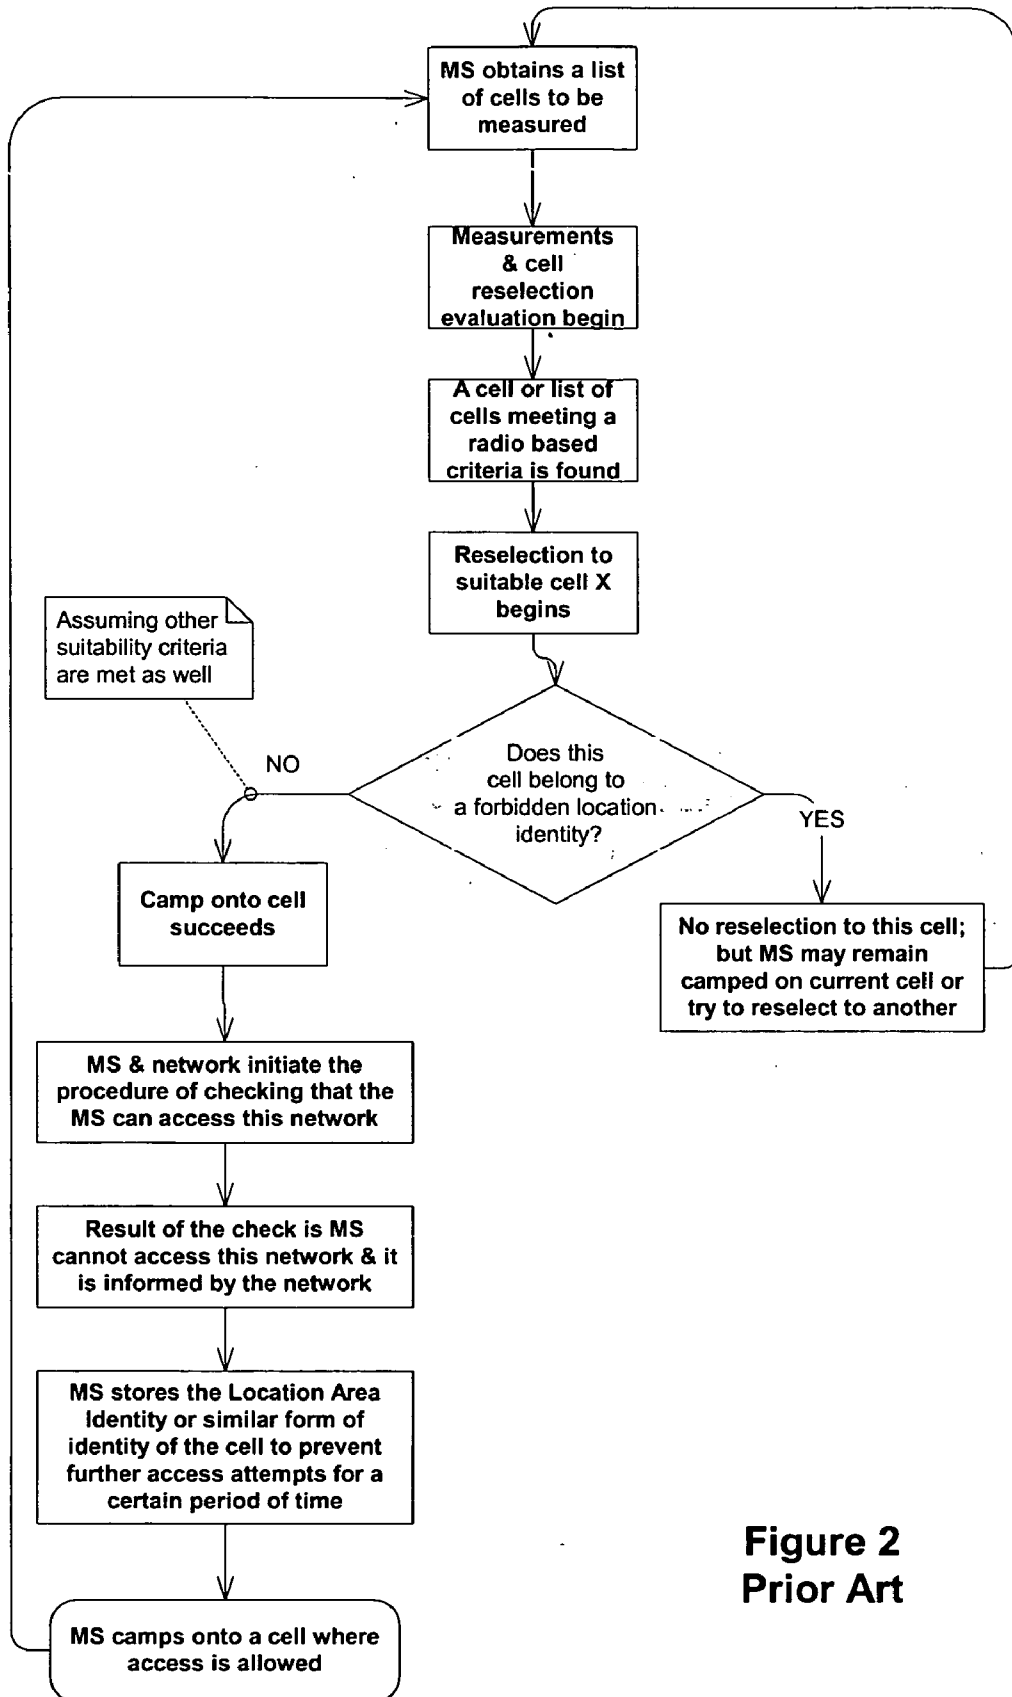 MS obtains a list
of cells to be
measured
Measurements
& cell
reselection
evaluation begin
A cell or list of
cells meeting a
radio based
criteria is found
Reselection to
suitable cell X
begins
Assuming other
suitability criteria
are met as well
NO
Does this
cell belong to
a forbidden location
identity?
YES
Camp onto cell
succeeds
No reselection to this cell;
but MS may remain
camped on current cell or
try to reselect to another
MS & network initiate the
procedure of checking that the
MS can access this network
Result of the check is MS
cannot access this network & it
is informed by the network
MS stores the Location Area
Identity or similar form of
identity of the cell to prevent
further access attempts for a
certain period of time
MS camps onto a cell where
access is allowed
Figure 2
Prior Art